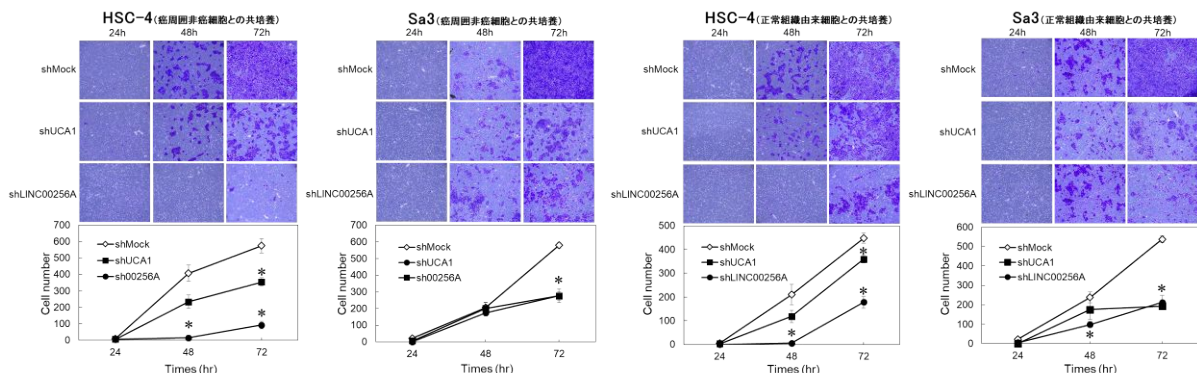 HSC-4(癌周囲非癌細胞との共培養)
24h 48h 72h
shMock
shUCA1
shLINC00256A
Cell number
700
600
500
400
300
200
100
0
shMock
shUCA1
sh00256A
*
*
*
24 48 72
Times (hr)
Sa3(癌周囲非癌細胞との共培養)
24h 48h 72h
shMock
shUCA1
shLINC00256A
Cell number
700
600
500
400
300
200
100
0
shMock
shUCA1
sh00256A
*
24 48 72
Times (hr)
HSC-4(正常組織由来細胞との共培養)
24h 48h 72h
shMock
shUCA1
shLINC00256A
Cell number
500
400
300
200
100
0
shMock
shUCA1
shLINC00256A
*
*
*
24 48 72
Times (hr)
Sa3(正常組織由来細胞との共培養)
24h 48h 72h
shMock
shUCA1
shLINC00256A
Cell number
600
500
400
300
200
100
0
shMock
shUCA1
shLINC00256A
*
*
24 48 72
Times (hr)